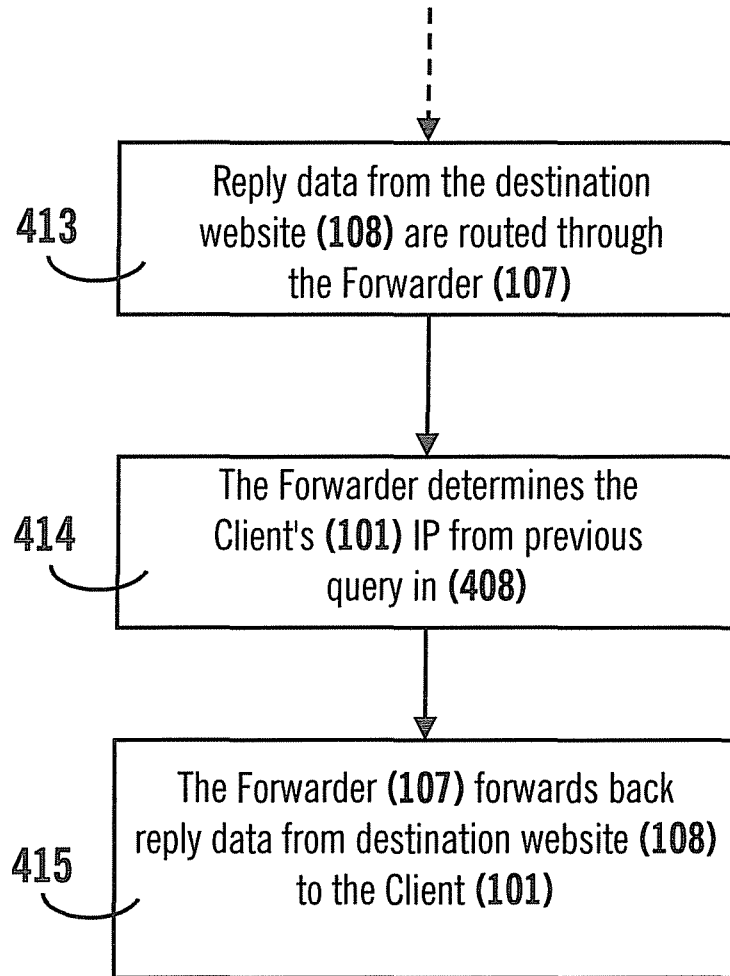 Reply data from the destination
413
website (108) are routed through
the Forwarder (107)
The Forwarder determines the
414
Client's (101) IP from previous
query in (408)
The Forwarder (107) forwards back
reply data from destination website (108)
415
to the Client (101)